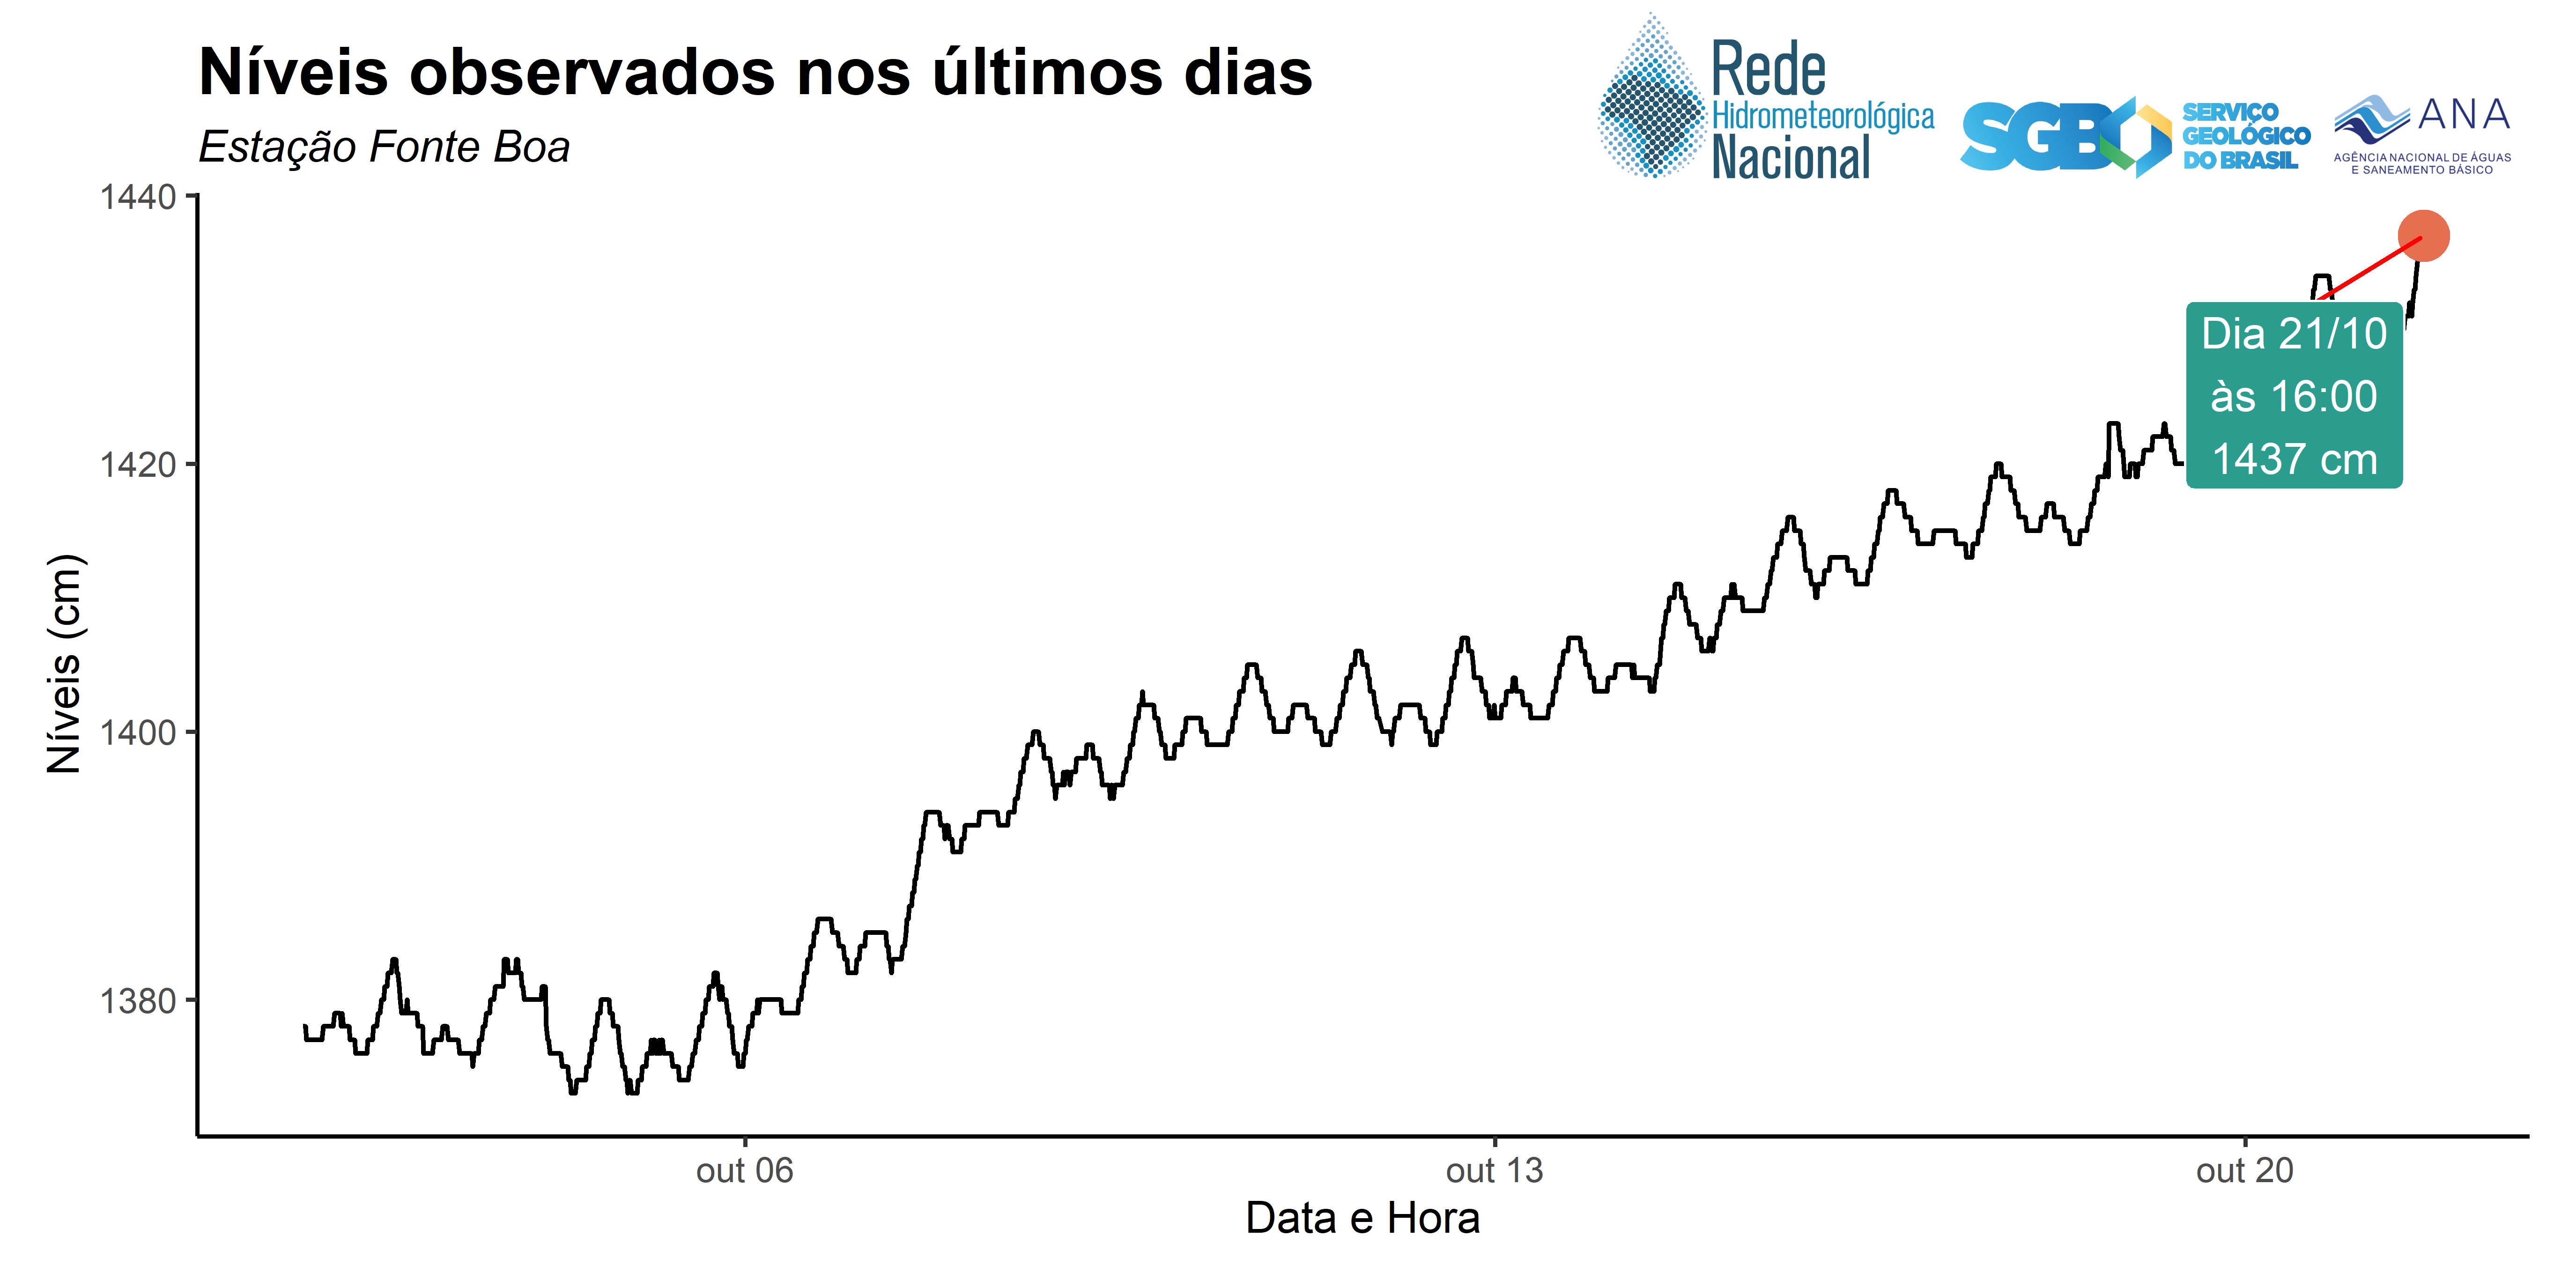 Níveis observados nos últimos dias
Estação Fonte Boa
Rede
Hidrometeorológica
Nacional
SGB
SERVIÇO
GEOLÓGICO
DO BRASIL
ANA
AGÊNCIA NACIONAL DE ÁGUAS
E SANEAMENTO BÁSICO
1440
1420
1400
1380
Níveis (cm)
Dia 21/10
às 16:00
1437 cm
out 06
out 13
out 20
Data e Hora